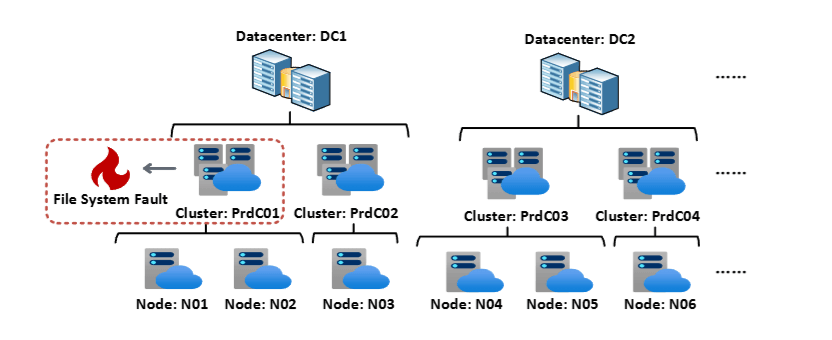 Datacenter: DC1
Datacenter: DC2
......
File System Fault
Cluster: PrdC01
Cluster: PrdC02
Cluster: PrdC03
Cluster: PrdC04
......
Node: N01
Node: N02
Node: N03
Node: N04
Node: N05
Node: N06
......